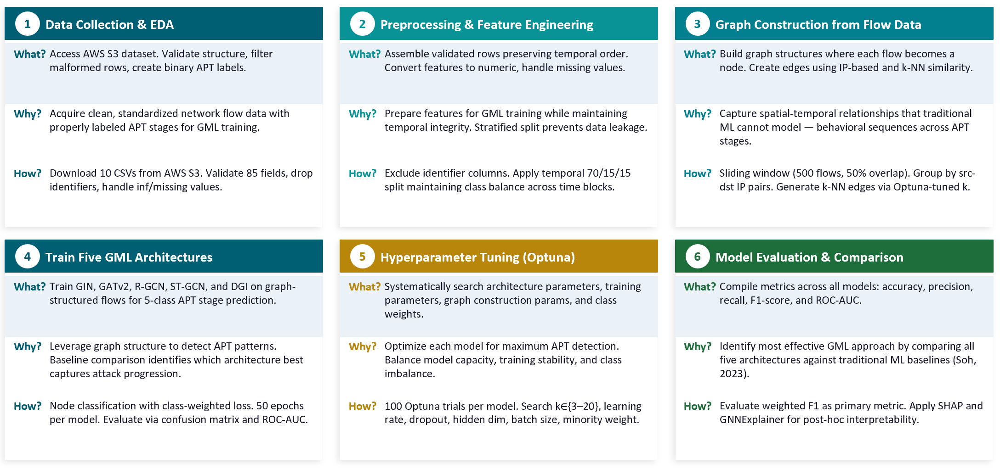 1 Data Collection & EDA
What? Access AWS S3 dataset. Validate structure, filter
malformed rows, create binary APT labels.
Why? Acquire clean, standardized network flow data with
properly labeled APT stages for GML training.
How? Download 10 CSVs from AWS S3. Validate 85 fields, drop
identifiers, handle inf/missing values.
2 Preprocessing & Feature Engineering
What? Assemble validated rows preserving temporal order.
Convert features to numeric, handle missing values.
Why? Prepare features for GML training while maintaining
temporal integrity. Stratified split prevents data leakage.
How? Exclude identifier columns. Apply temporal 70/15/15
split maintaining class balance across time blocks.
3 Graph Construction from Flow Data
What? Build graph structures where each flow becomes a
node. Create edges using IP-based and k-NN similarity.
Why? Capture spatial-temporal relationships that traditional
ML cannot model — behavioral sequences across APT
stages.
How? Sliding window (500 flows, 50% overlap). Group by src-
dst IP pairs. Generate k-NN edges via Optuna-tuned k.
4 Train Five GML Architectures
What? Train GIN, GATv2, R-GCN, ST-GCN, and DGI on graph-
structured flows for 5-class APT stage prediction.
Why? Leverage graph structure to detect APT patterns.
Baseline comparison identifies which architecture best
captures attack progression.
How? Node classification with class-weighted loss. 50 epochs
per model. Evaluate via confusion matrix and ROC-AUC.
5 Hyperparameter Tuning (Optuna)
What? Systematically search architecture parameters, training
parameters, graph construction params, and class
weights.
Why? Optimize each model for maximum APT detection.
Balance model capacity, training stability, and class
imbalance.
How? 100 Optuna trials per model. Search k∈{3–20}, learning
rate, dropout, hidden dim, batch size, minority weight.
6 Model Evaluation & Comparison
What? Compile metrics across all models: accuracy, precision,
recall, F1-score, and ROC-AUC.
Why? Identify most effective GML approach by comparing all
five architectures against traditional ML baselines (Soh,
2023).
How? Evaluate weighted F1 as primary metric. Apply SHAP and
GNNExplainer for post-hoc interpretability.